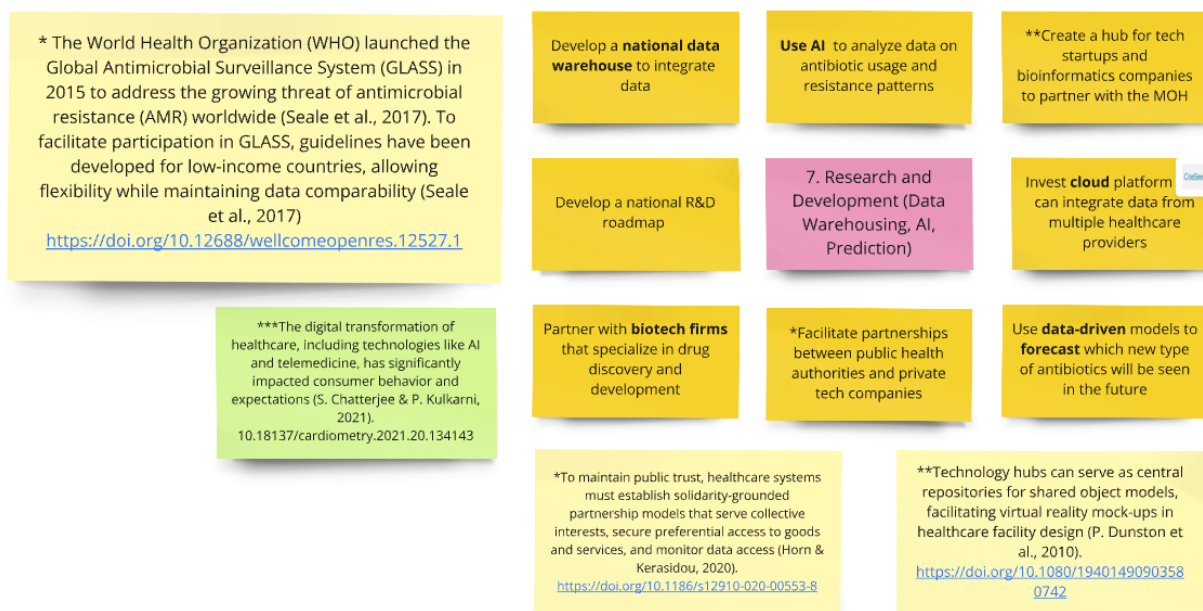 * The World Health Organization (WHO) launched the
Global Antimicrobial Surveillance System (GLASS) in
2015 to address the growing threat of antimicrobial
resistance (AMR) worldwide (Seale et al., 2017). To
facilitate participation in GLASS, guidelines have been
developed for low-income countries, allowing
flexibility while maintaining data comparability (Seale
et al., 2017)
https://doi.org/10.12688/wellcomeopenres.12527.1
Develop a national data
warehouse to integrate
data
Use AI to analyze data on
antibiotic usage and
resistance patterns
**Create a hub for tech
startups and
bioinformatics companies
to partner with the MOH
Develop a national R&D
roadmap
7. Research and
Development (Data
Warehousing, AI,
Prediction)
Invest cloud platform
can integrate data from
multiple healthcare
providers
***The digital transformation of
healthcare, including technologies like AI
and telemedicine, has significantly
impacted consumer behavior and
expectations (S. Chatterjee & P. Kulkarni,
2021).
10.18137/cardiometry.2021.20.134143
Partner with biotech firms
that specialize in drug
discovery and
development
*Facilitate partnerships
between public health
authorities and private
tech companies
Use data-driven models to
forecast which new type
of antibiotics will be seen
in the future
*To maintain public trust, healthcare systems
must establish solidarity-grounded
partnership models that serve collective
interests, secure preferential access to goods
and services, and monitor data access (Horn &
Kerasidou, 2020).
https://doi.org/10.1186/s12910-020-00553-8
**Technology hubs can serve as central
repositories for shared object models,
facilitating virtual reality mock-ups in
healthcare facility design (P. Dunston et
al., 2010).
https://doi.org/10.1080/1940149090358
0742